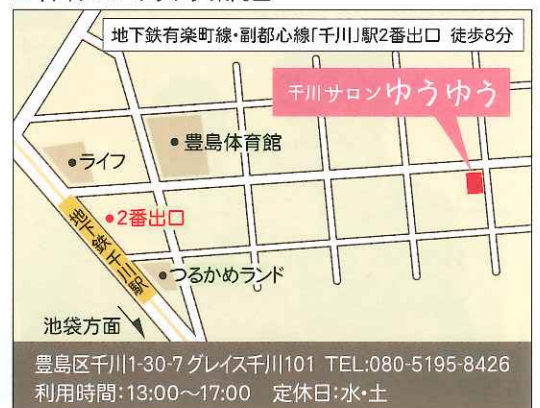 地下鉄有楽町線・副都心線「千川」駅2番出口 徒歩8分
千川サロンゆうゆう
●豊島体育館
●ライフ
●2番出口
地下鉄千川駅
●つるかめランド
池袋方面
豊島区千川1-30-7 グレイス千川101 TEL:080-5195-8426
利用時間:13:00〜17:00 定休日:水・土